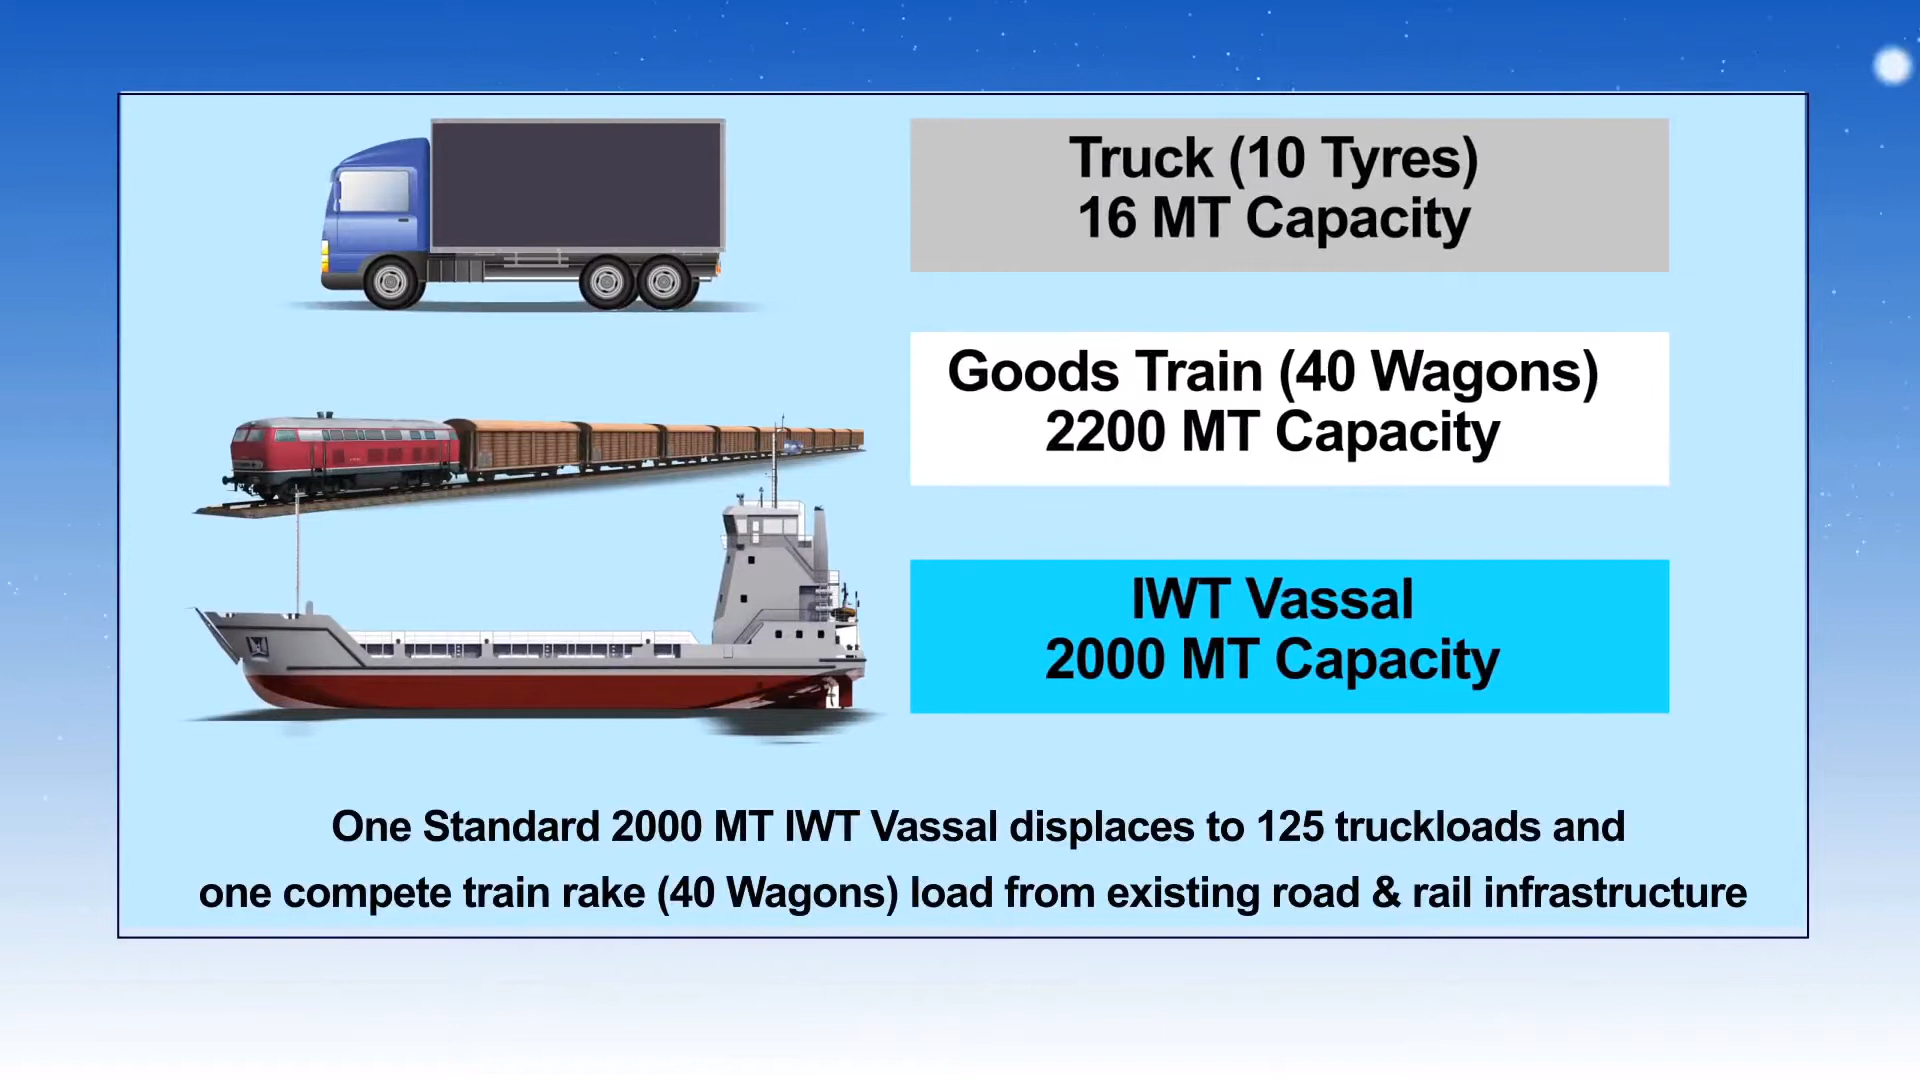 Truck (10 Tyres)
16 MT Capacity
Goods Train (40 Wagons)
2200 MT Capacity
IWT Vassal
2000 MT Capacity
One Standard 2000 MT IWT Vassal displaces to 125 truckloads and
one compete train rake (40 Wagons) load from existing road & rail infrastructure